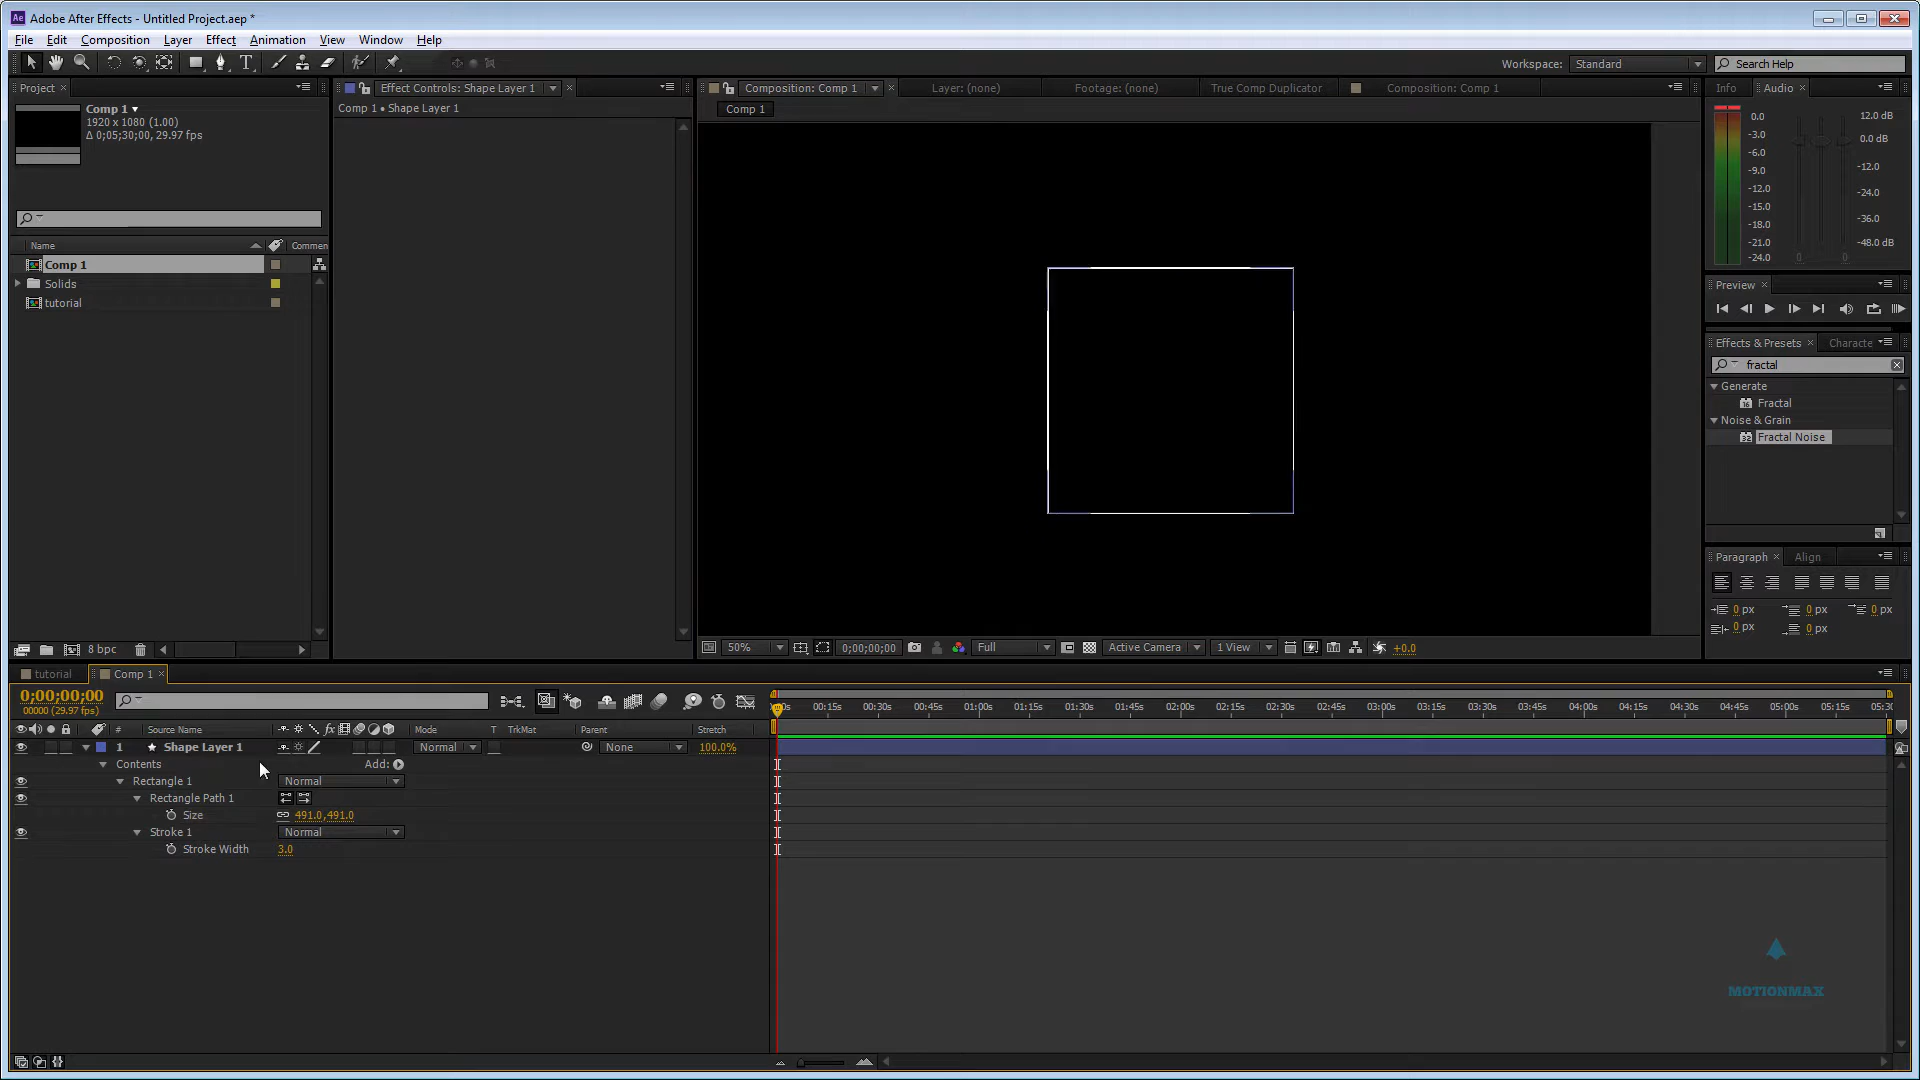 Adobe After Effects - Untitled Project.aep *
File Edit Composition Layer Effect Animation View Window Help
Workspace: Standard Search Help
Project
Comp 1
1920 x 1080 (1.00)
Δ 0;05;30;00, 29.97 fps
Name Commen
Comp 1
Solids
tutorial
8 bpc
Effect Controls: Shape Layer 1
Comp 1 • Shape Layer 1
Composition: Comp 1 Layer: (none) Footage: (none) True Comp Duplicator Composition: Comp 1
Comp 1
50% 0;00;00;00 Full Active Camera 1 View +0.0
Info Audio
0.0 12.0 dB
-3.0 0.0 dB
-6.0
-9.0 -12.0
-12.0
-15.0 -24.0
-18.0 -36.0
-21.0 -48.0 dB
-24.0 0 0
Preview
Effects & Presets Characte
fractal
Generate
Fractal
Noise & Grain
Fractal Noise
Paragraph Align
0 px 0 px 0 px
0 px 0 px
tutorial Comp 1
0;00;00;00
00000 (29.97 fps)
# Source Name Mode T TrkMat Parent Stretch
1 Shape Layer 1 Normal None 100.0%
Contents Add:
Rectangle 1 Normal
Rectangle Path 1
Size 491.0,491.0
Stroke 1 Normal
Stroke Width 3.0
00:15s 00:30s 00:45s 01:00s 01:15s 01:30s 01:45s 02:00s 02:15s 02:30s 02:45s 03:00s 03:15s 03:30s 03:45s 04:00s 04:15s 04:30s 04:45s 05:00s 05:15s 05:30
MOTIONMAX